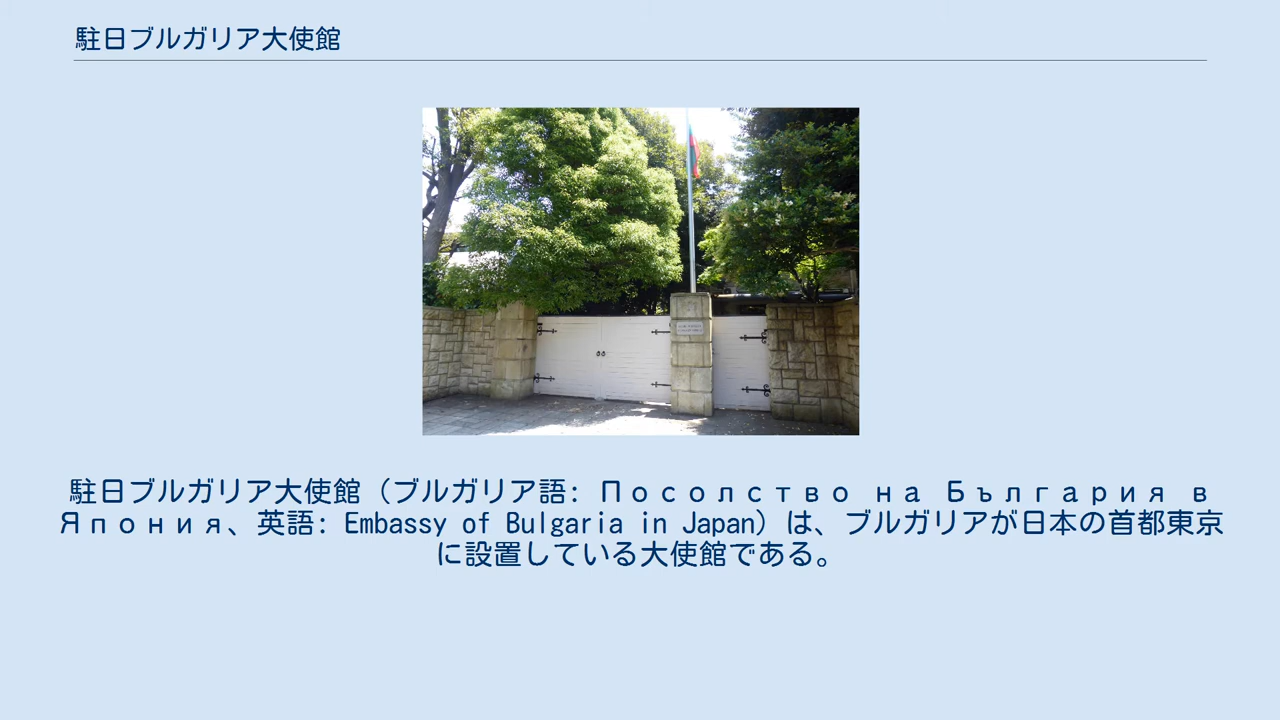 駐日ブルガリア大使館
駐日ブルガリア大使館（ブルガリア語: Посолство на България в
Япония、英語: Embassy of Bulgaria in Japan）は、ブルガリアが日本の首都東京
に設置している大使館である。